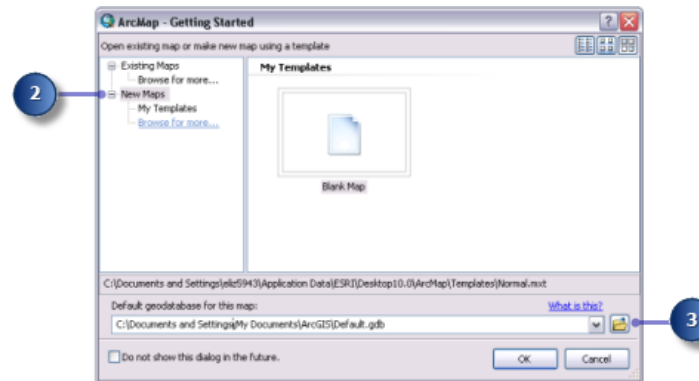 ArcMap - Getting Started
Open existing map or make new map using a template
Existing Maps
Browse for more...
New Maps
My Templates
Browse for more...
My Templates
Blank Map
2
C:\Documents and Settings\eliz5943\Application Data\ESRI\Desktop10.0\ArcMap\Templates\Normal.mxt
Default geodatabase for this map:
What is this?
C:\Documents and Settings\My Documents\ArcGIS\Default.gdb
3
Do not show this dialog in the future.
OK
Cancel